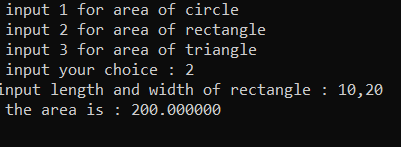 input 1 for area of circle
input 2 for area of rectangle
input 3 for area of triangle
input your choice : 2
input length and width of rectangle : 10,20
the area is : 200.000000